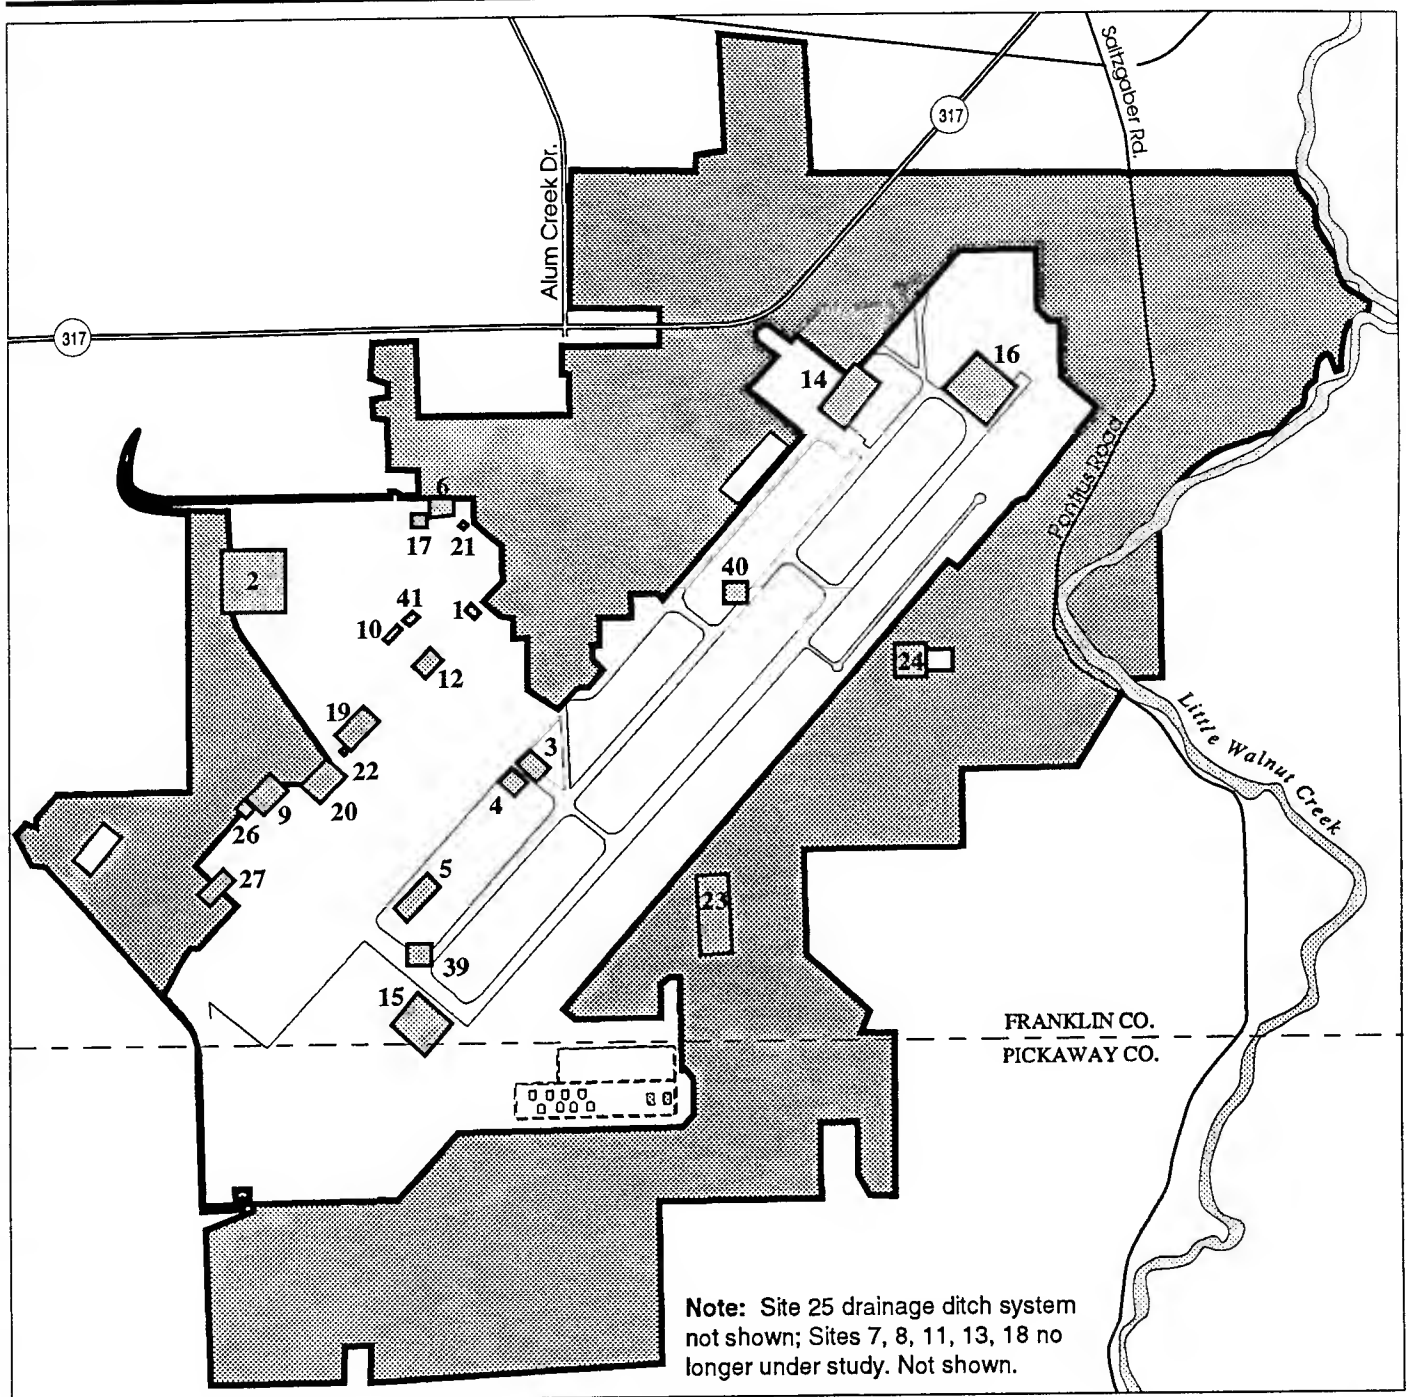 Saltzgaber Rd.
317
Alum Creek Dr.
317
16
14
Pontius Road
6
17
21
2
40
41
1
10
12
24
19
Little Walnut Creek
3
22
4
20
9
26
5
27
23
39
15
FRANKLIN CO.
PICKAWAY CO.
Note: Site 25 drainage ditch system
not shown; Sites 7, 8, 11, 13, 18 no
longer under study. Not shown.